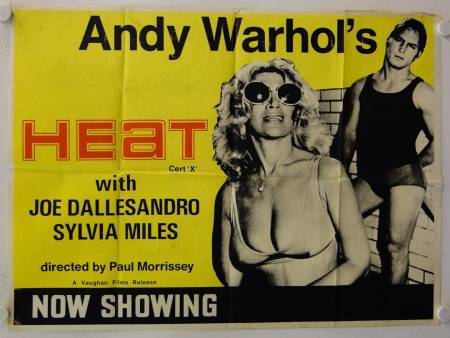 Andy Warhol's
HEAT
Cert 'X'
with
JOE DALLESANDRO
SYLVIA MILES
directed by Paul Morrissey
A Vaughan Films Release
NOW SHOWING